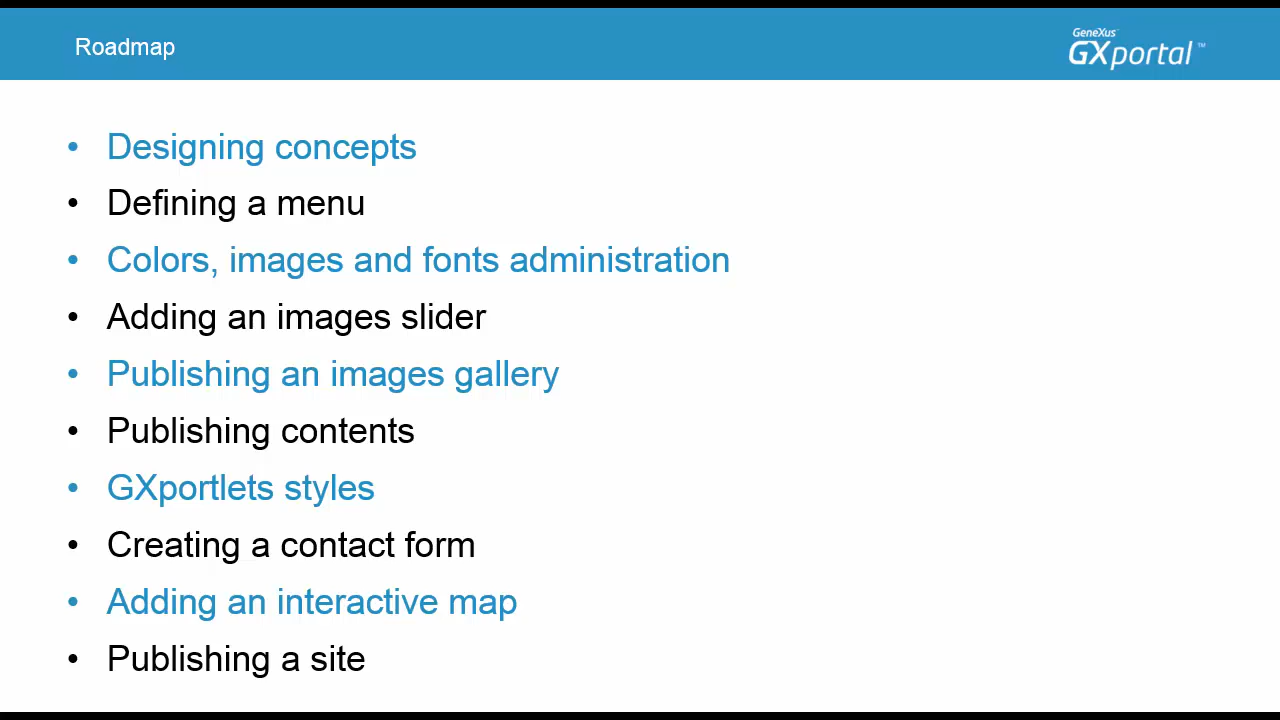 Roadmap
GeneXus
GXportal™
• Designing concepts
• Defining a menu
• Colors, images and fonts administration
• Adding an images slider
• Publishing an images gallery
• Publishing contents
• GXportlets styles
• Creating a contact form
• Adding an interactive map
• Publishing a site